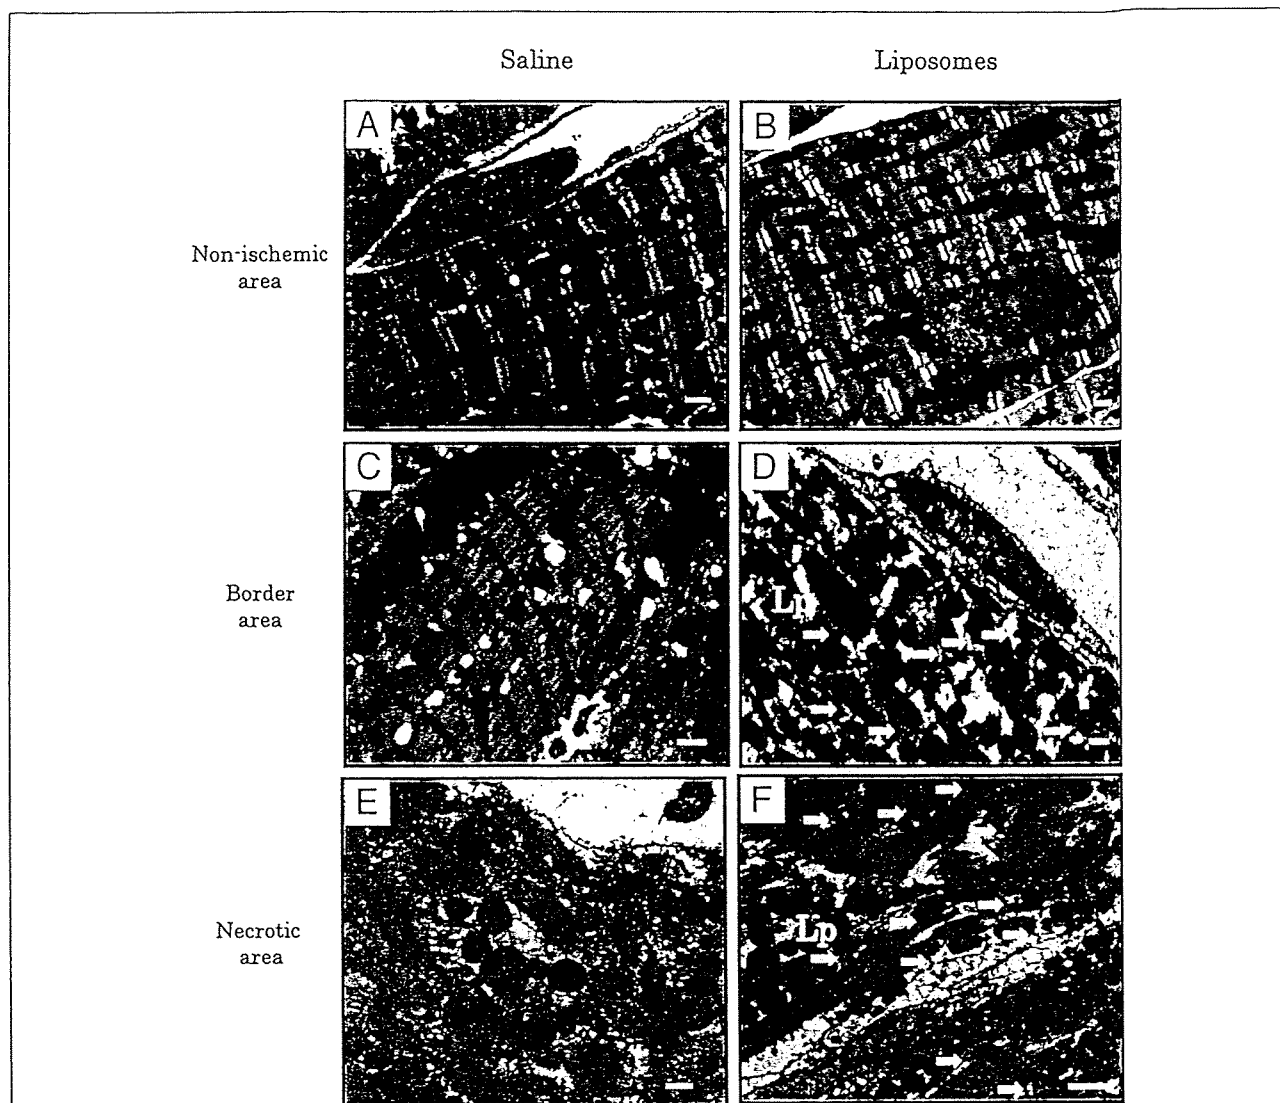 Saline
Liposomes
A
B
Non-ischemic
area
C
D
Lp
Border
area
E
F
Lp
Necrotic
area